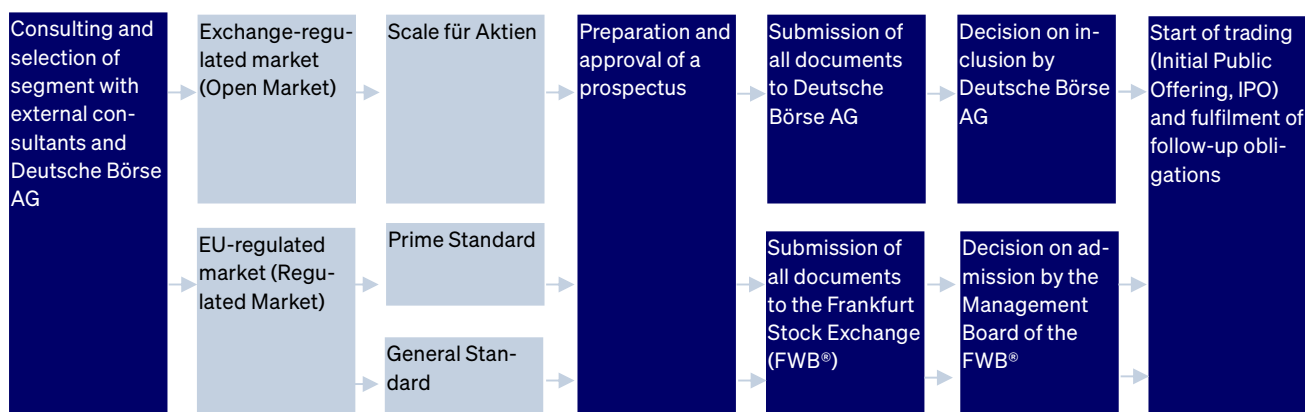 Consulting and
selection of
segment with
external con-
sultants and
Deutsche Börse
AG
Exchange-regu-
lated market
(Open Market)
Scale für Aktien
Preparation and
approval of a
prospectus
Submission of
all documents
to Deutsche
Börse AG
Decision on in-
clusion by
Deutsche Börse
AG
Start of trading
(Initial Public
Offering, IPO)
and fulfilment of
follow-up obli-
gations
EU-regulated
market (Regu-
lated Market)
Prime Standard
General Stan-
dard
Submission of
all documents
to the Frankfurt
Stock Exchange
(FWB®)
Decision on ad-
mission by the
Management
Board of the
FWB®